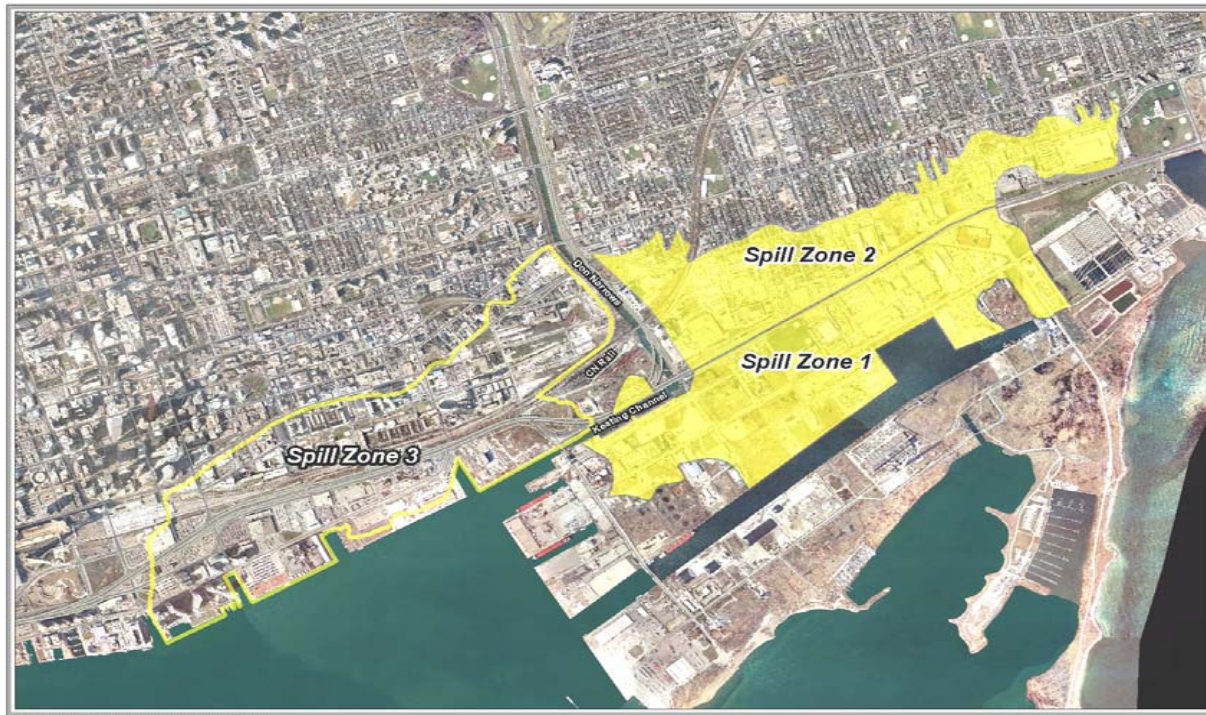 Spill Zone 2
Don Narrows
CN Rail
Spill Zone 1
Keating Channel
Spill Zone 3